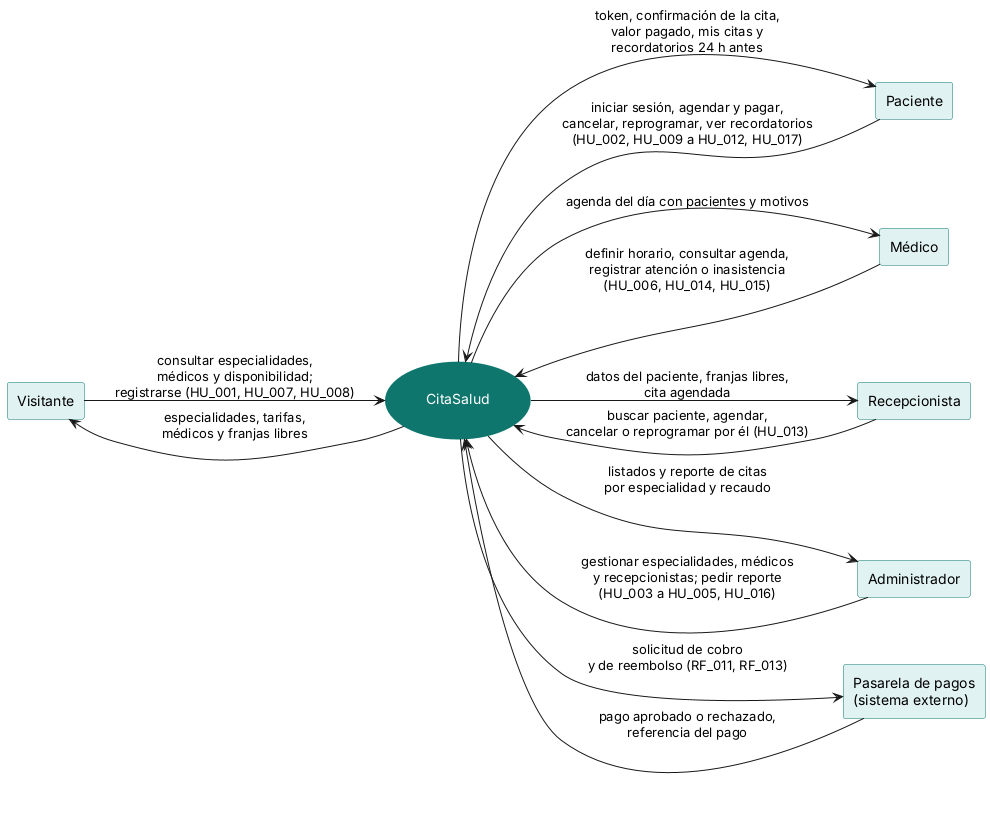 token, confirmación de la cita,
valor pagado, mis citas y
recordatorios 24 h antes
Paciente
iniciar sesión, agendar y pagar,
cancelar, reprogramar, ver recordatorios
(HU_002, HU_009 a HU_012, HU_017)
agenda del día con pacientes y motivos
Médico
definir horario, consultar agenda,
registrar atención o inasistencia
(HU_006, HU_014, HU_015)
consultar especialidades,
médicos y disponibilidad;
registrarse (HU_001, HU_007, HU_008)
Visitante
especialidades, tarifas,
médicos y franjas libres
CitaSalud
datos del paciente, franjas libres,
cita agendada
Recepcionista
buscar paciente, agendar,
cancelar o reprogramar por él (HU_013)
listados y reporte de citas
por especialidad y recaudo
gestionar especialidades, médicos
y recepcionistas; pedir reporte
(HU_003 a HU_005, HU_016)
Administrador
solicitud de cobro
y de reembolso (RF_011, RF_013)
Pasarela de pagos
(sistema externo)
pago aprobado o rechazado,
referencia del pago